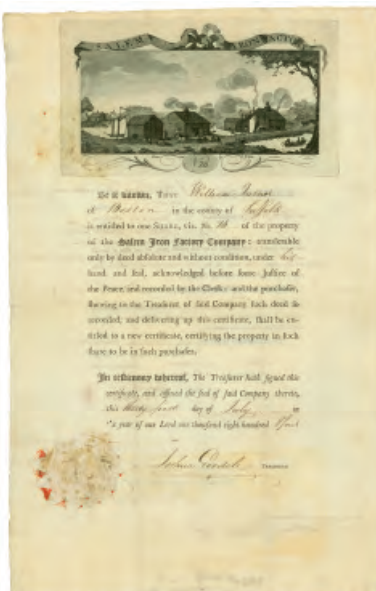 SALEM IRON FACTORY
Be it known, That William
of Boston in the county of Suffolk
is entitled to one SHARE, viz. No. of the property
of the Salem Iron Factory Company: transferable
only by deed absolute and without condition, under his
hand and seal, acknowledged before some Justice of
the Peace, and recorded by the Clerk: and the purchaser,
shewing to the Treasurer of said Company such deed so
recorded, and delivering up this certificate, shall be en-
titled to a new certificate, certifying the property in such
share to be in such purchaser.
In testimony whereof, The Treasurer hath signed this
certificate, and affixed the seal of said Company thereto,
this thirty first day of July in
the year of our Lord one thousand eight hundred &
Joshua TREASURER